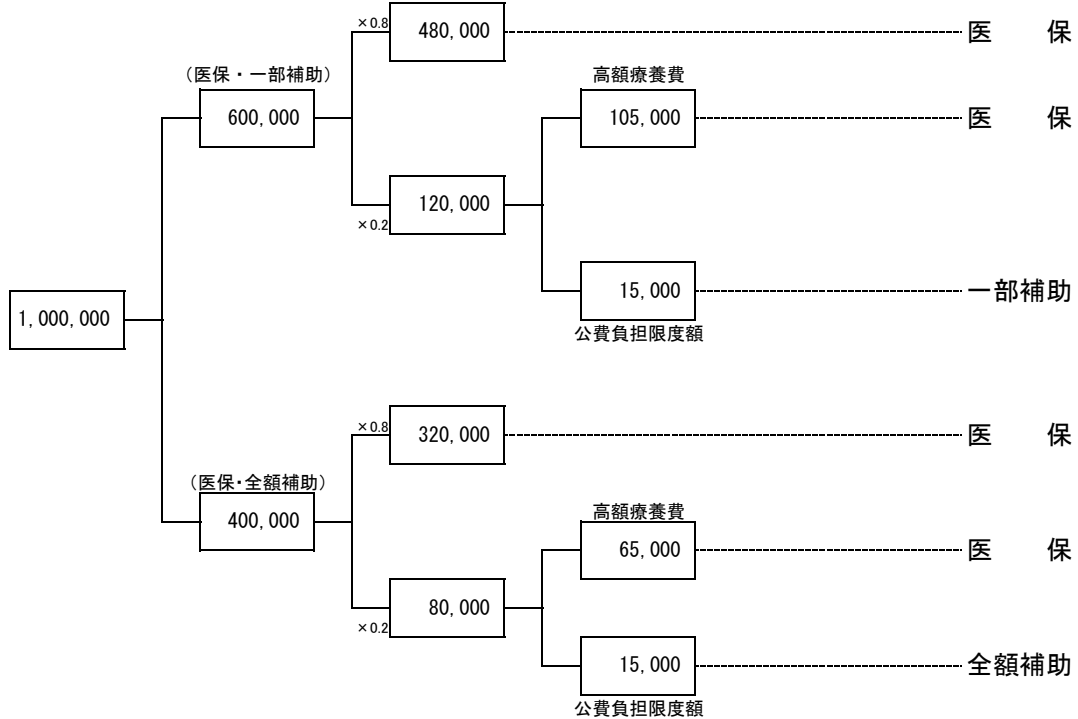 ×0.8
480,000
医　　保
（医保・一部補助）
600,000
高額療養費
105,000
医　　保
×0.2
120,000
15,000
一部補助
公費負担限度額
1,000,000
×0.8
320,000
医　　保
（医保・全額補助）
400,000
高額療養費
65,000
医　　保
×0.2
80,000
15,000
全額補助
公費負担限度額